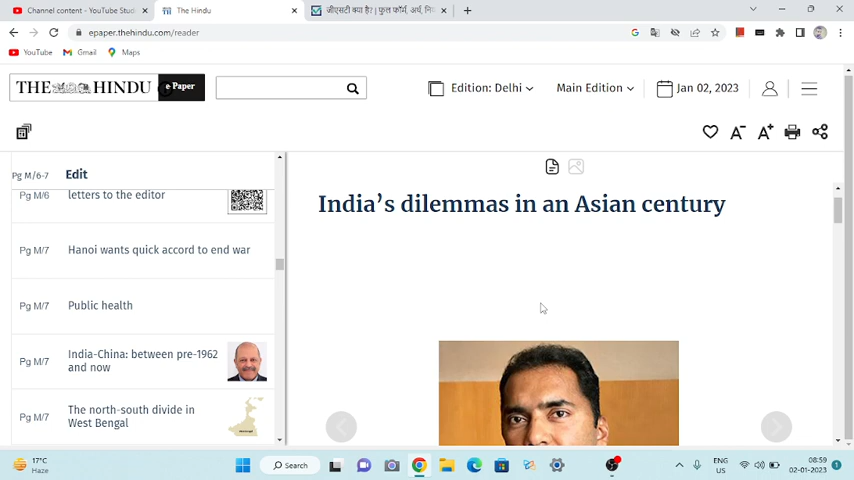 Channel content - YouTube Stud
The Hindu
जीएसटी क्या है? | फुल फॉर्म, अर्थ, निय
epaper.thehindu.com/reader
YouTube
Gmail
Maps
THE HINDU e Paper
Edition: Delhi
Main Edition
Jan 02, 2023
A-
A+
Pg M/6-7 Edit
Pg M/6 letters to the editor
Pg M/7 Hanoi wants quick accord to end war
Pg M/7 Public health
Pg M/7 India-China: between pre-1962
and now
Pg M/7 The north-south divide in
West Bengal
India's dilemmas in an Asian century
17°C
Haze
Search
ENG
US
08:59
02-01-2023
1